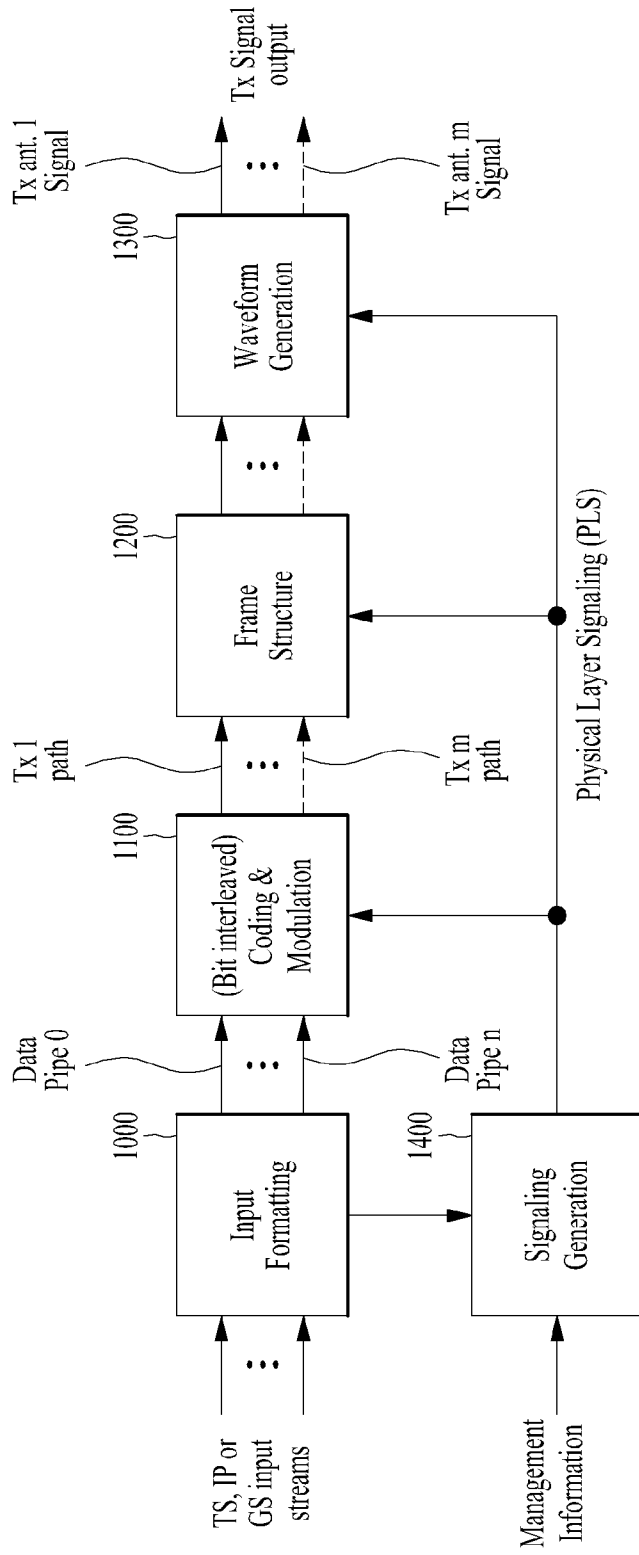 TS, IP or
GS input
streams
1000
Input
Formatting
Data
Pipe 0
Data
Pipe n
1100
(Bit interleaved)
Coding &
Modulation
Tx 1
path
Tx m
path
1200
Frame
Structure
1300
Waveform
Generation
Tx ant. 1
Signal
Tx Signal
output
Tx ant. m
Signal
Management
Information
1400
Signaling
Generation
Physical Layer Signaling (PLS)